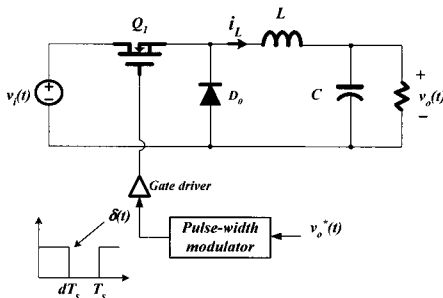 Q1
iL
L
vi(t)
D0
C
+
vo(t)
−
Gate driver
δ(t)
Pulse-width
modulator
vo*(t)
dTs
Ts